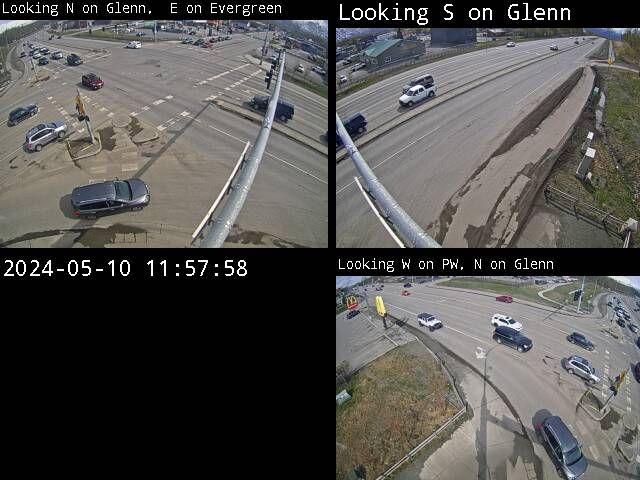 Looking N on Glenn,  E on Evergreen
Looking S on Glenn
2024-05-10 11:57:58
Looking W on PW, N on Glenn